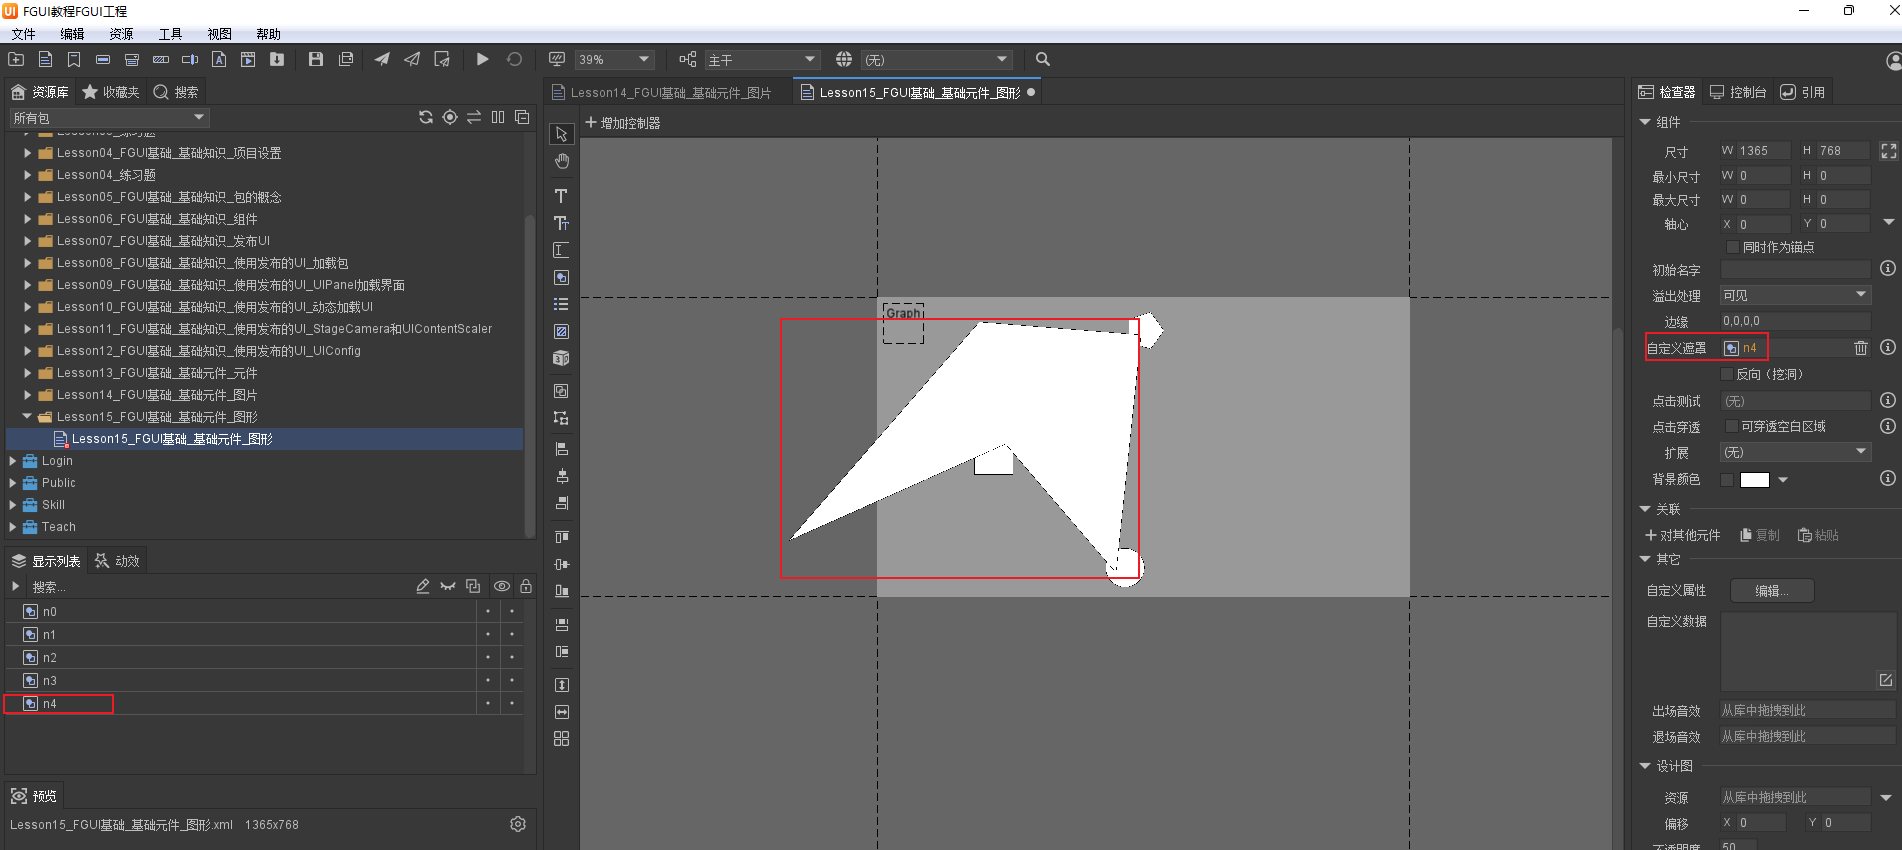 UI FGUI教程FGUI工程
文件 编辑 资源 工具 视图 帮助
39% 主干 (无)
资源库 收藏夹 搜索
所有包
Lesson04_FGUI基础_基础知识_项目设置
Lesson04_练习题
Lesson05_FGUI基础_基础知识_包的概念
Lesson06_FGUI基础_基础知识_组件
Lesson07_FGUI基础_基础知识_发布UI
Lesson08_FGUI基础_基础知识_使用发布的UI_加载包
Lesson09_FGUI基础_基础知识_使用发布的UI_UIPanel加载界面
Lesson10_FGUI基础_基础知识_使用发布的UI_动态加载UI
Lesson11_FGUI基础_基础知识_使用发布的UI_StageCamera和UIContentScaler
Lesson12_FGUI基础_基础知识_使用发布的UI_UIConfig
Lesson13_FGUI基础_基础元件_元件
Lesson14_FGUI基础_基础元件_图片
Lesson15_FGUI基础_基础元件_图形
Lesson15_FGUI基础_基础元件_图形
Login
Public
Skill
Teach
显示列表 动效
搜索...
n0
n1
n2
n3
n4
预览
Lesson15_FGUI基础_基础元件_图形.xml 1365x768
Lesson14_FGUI基础_基础元件_图片
Lesson15_FGUI基础_基础元件_图形
增加控制器
Graph
检查器 控制台 引用
组件
尺寸 W 1365 H 768
最小尺寸 W 0 H 0
最大尺寸 W 0 H 0
轴心 X 0 Y 0
同时作为锚点
初始名字
溢出处理 可见
边缘 0,0,0,0
自定义遮罩 n4
反向（挖洞）
点击测试 (无)
点击穿透 可穿透空白区域
扩展 (无)
背景颜色
关联
对其他元件 复制 粘贴
其它
自定义属性 编辑...
自定义数据
出场音效 从库中拖拽到此
退场音效 从库中拖拽到此
设计图
资源 从库中拖拽到此
偏移 X 0 Y 0
不透明度 50